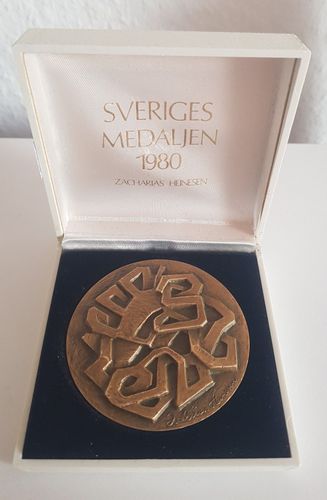 SVERIGES
MEDALJEN
1980
ZACHARIAS HEINESEN